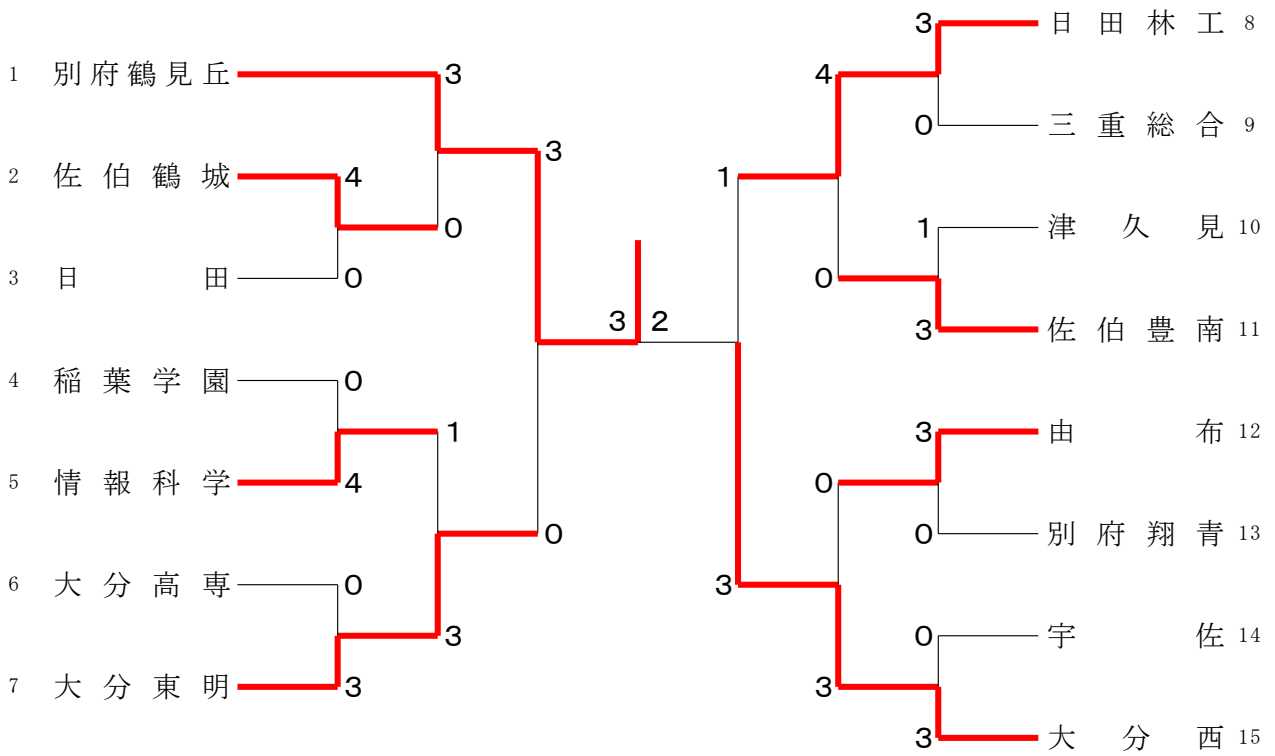 3 日田林工 8
1 別府鶴見丘 3
4
0 三重総合 9
3
2 佐伯鶴城 4
1
0
1 津久見 10
3 日田 0
0
3 2
3 佐伯豊南 11
4 稲葉学園 0
1
3 由布 12
5 情報科学 4
0
0
0 別府翔青 13
6 大分高専 0
3
3
0 宇佐 14
7 大分東明 3
3
3 大分西 15